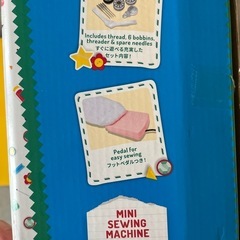 Includes thread, 6 bobbins,
threader & spare needles
すぐに遊べる充実した
セット内容!
Pedal for
easy sewing
フットペダルつき!
MINI
SEWING
MACHINE